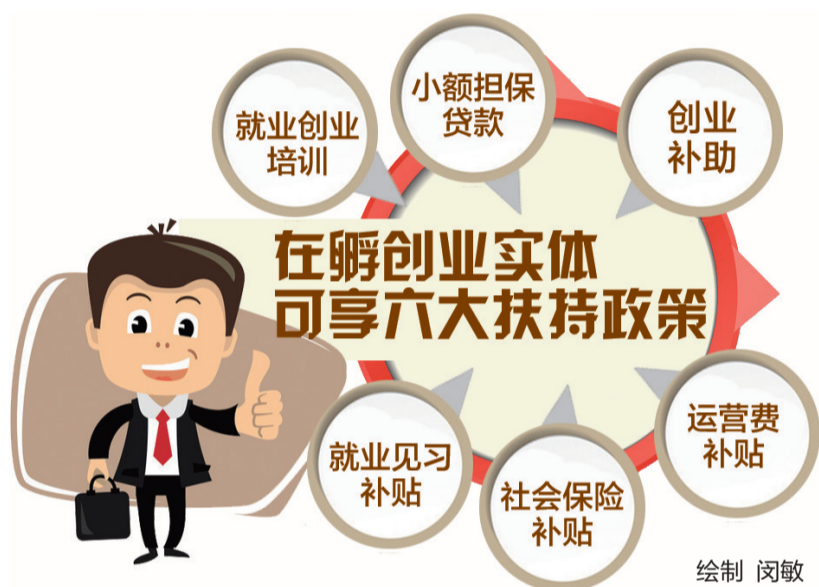 就业创业
培训
小额担保
贷款
创业
补助
在孵创业实体
可享六大扶持政策
就业见习
补贴
社会保险
补贴
运营费
补贴
绘制 闵敏